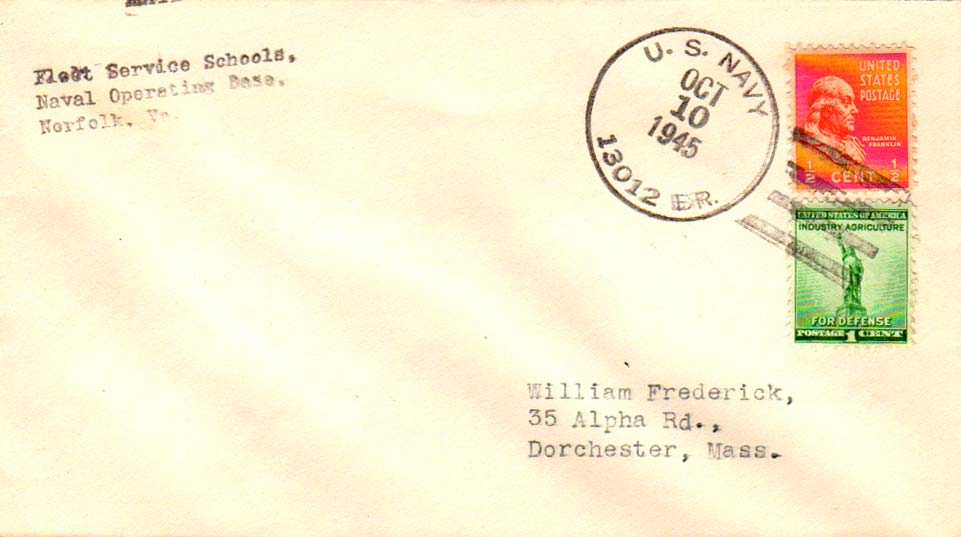 Fleet Service Schools,
Naval Operating Base,
Norfolk, Va.
U. S. NAVY
OCT
10
1945
13012 BR.
UNITED
STATES
POSTAGE
BENJAMIN
FRANKLIN
1/2 CENT 1/2
UNITED STATES OF AMERICA
INDUSTRY AGRICULTURE
FOR DEFENSE
POSTAGE 1 CENT
William Frederick,
35 Alpha Rd.,
Dorchester, Mass.